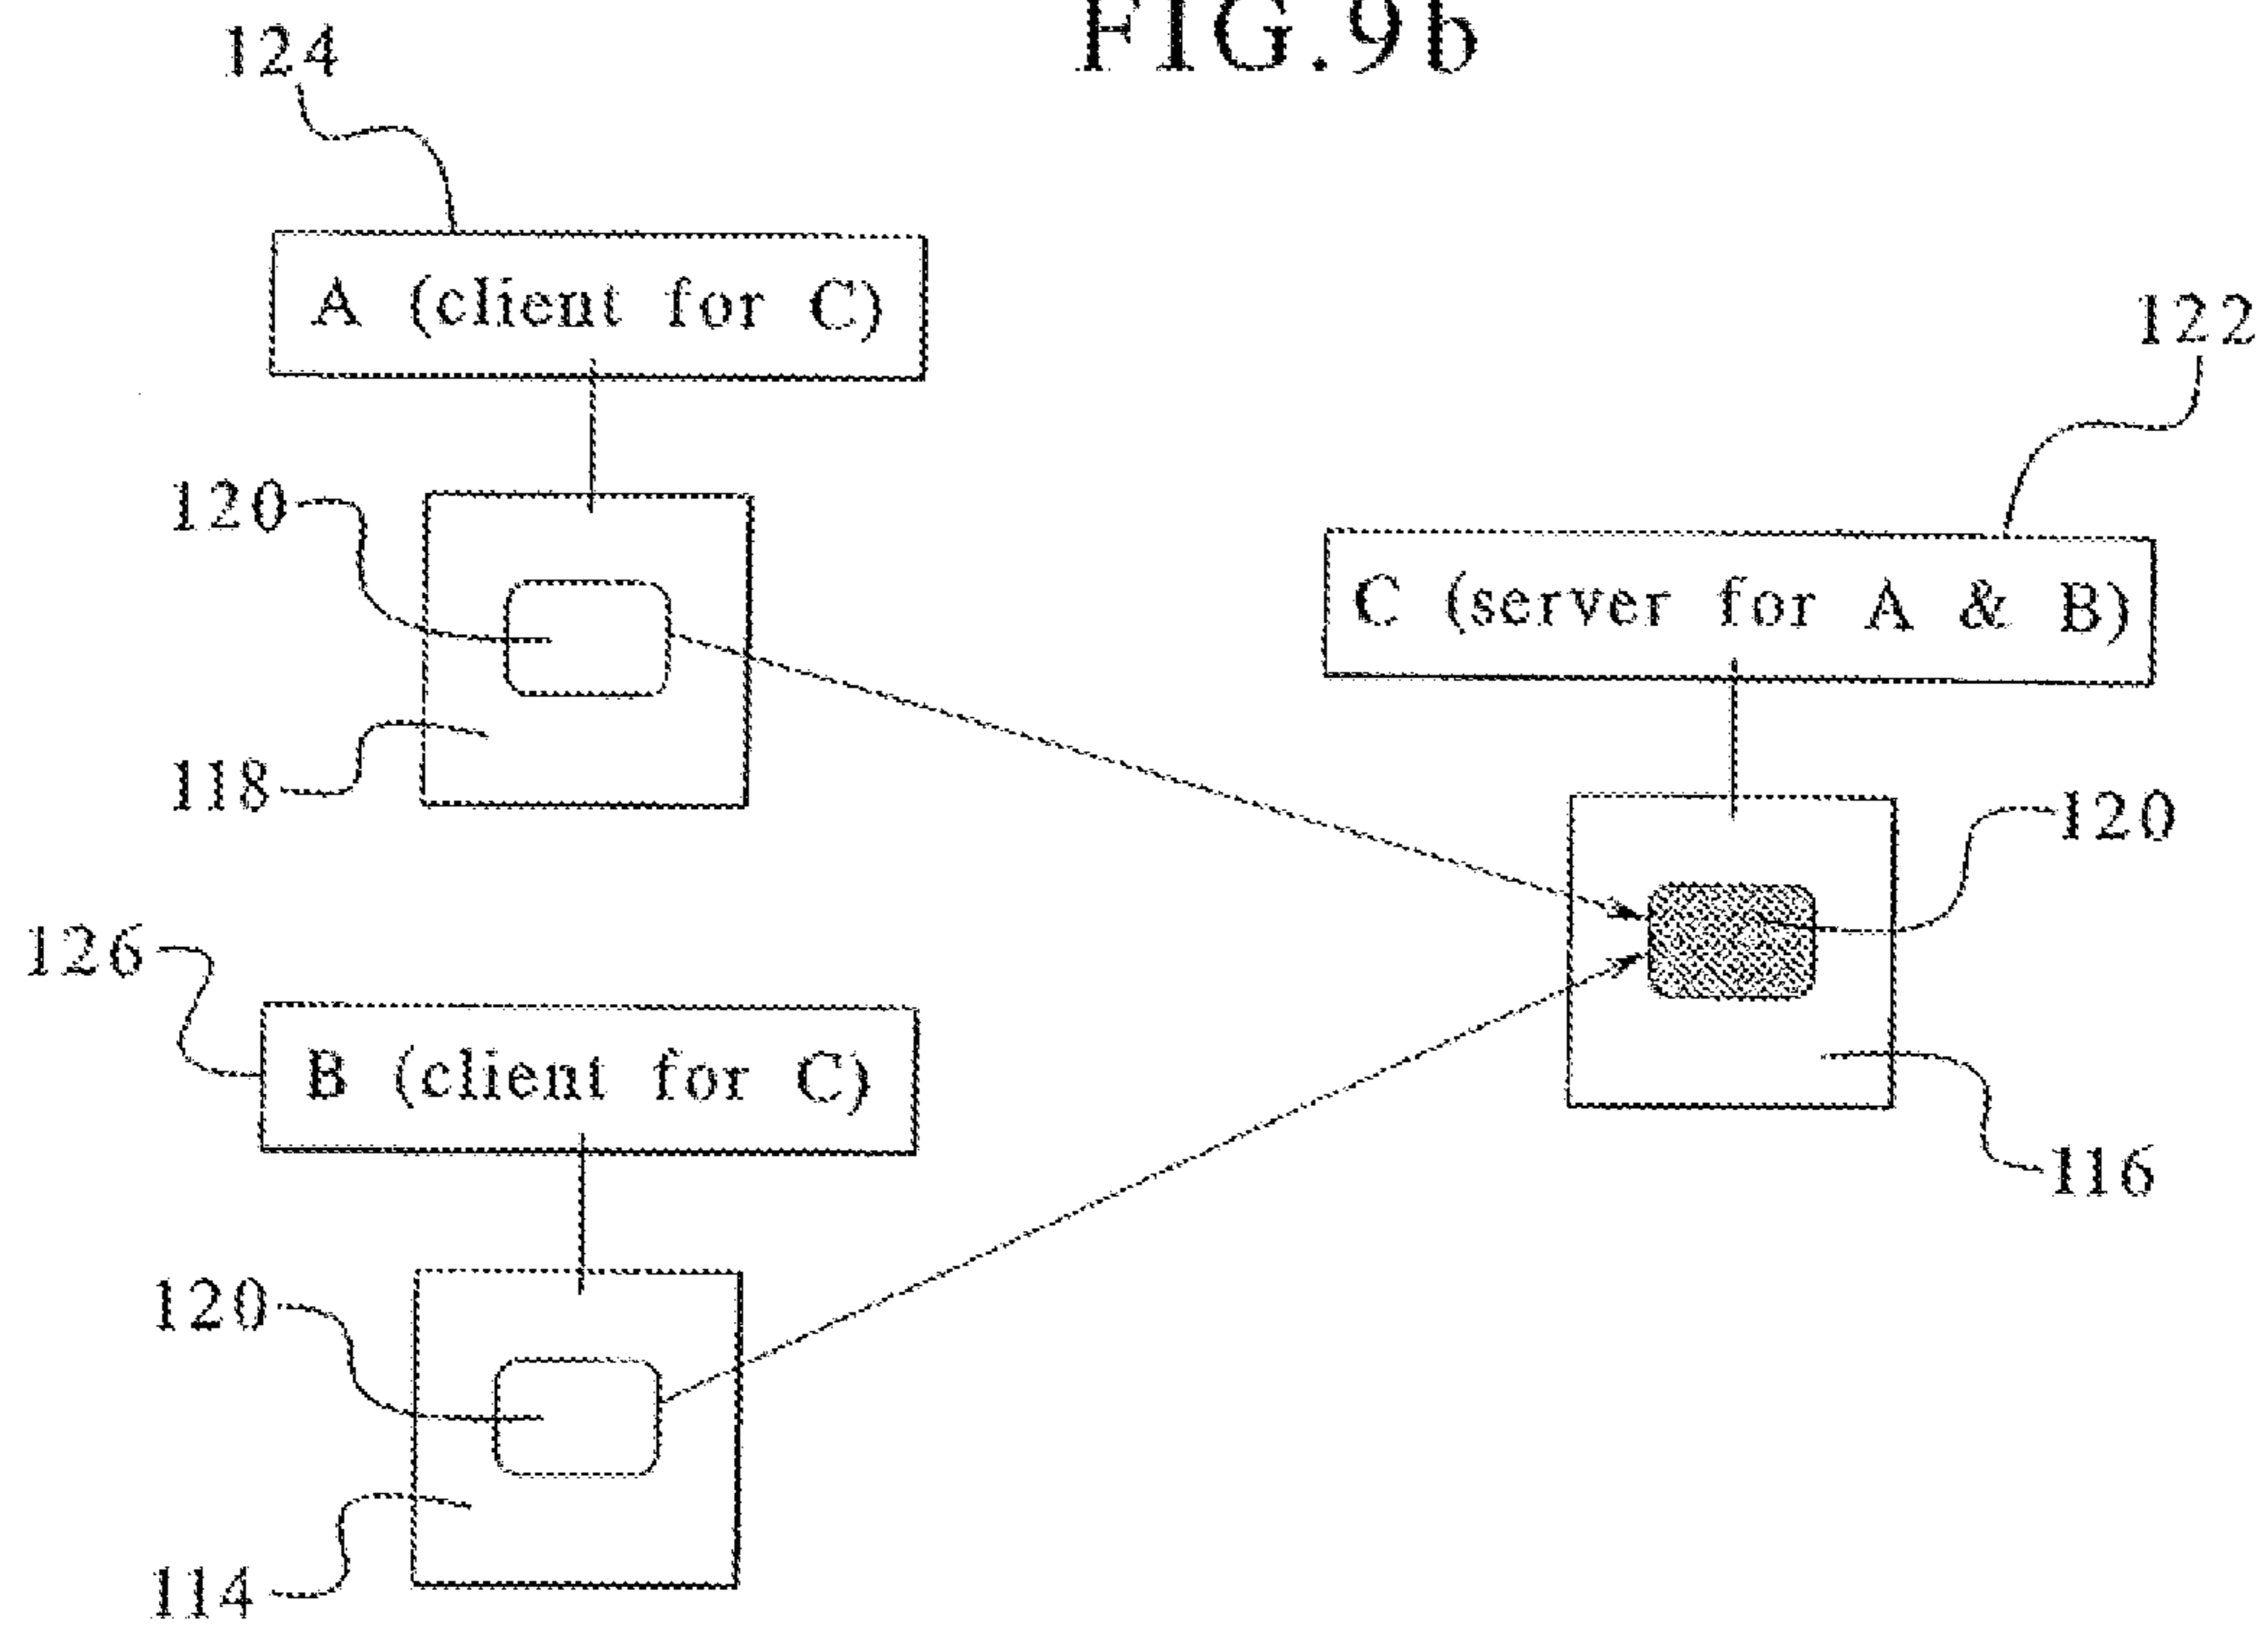 FIG.9b
124
A (client for C)
122
120
C (server for A & B)
118
120
126
B (client for C)
116
120
114